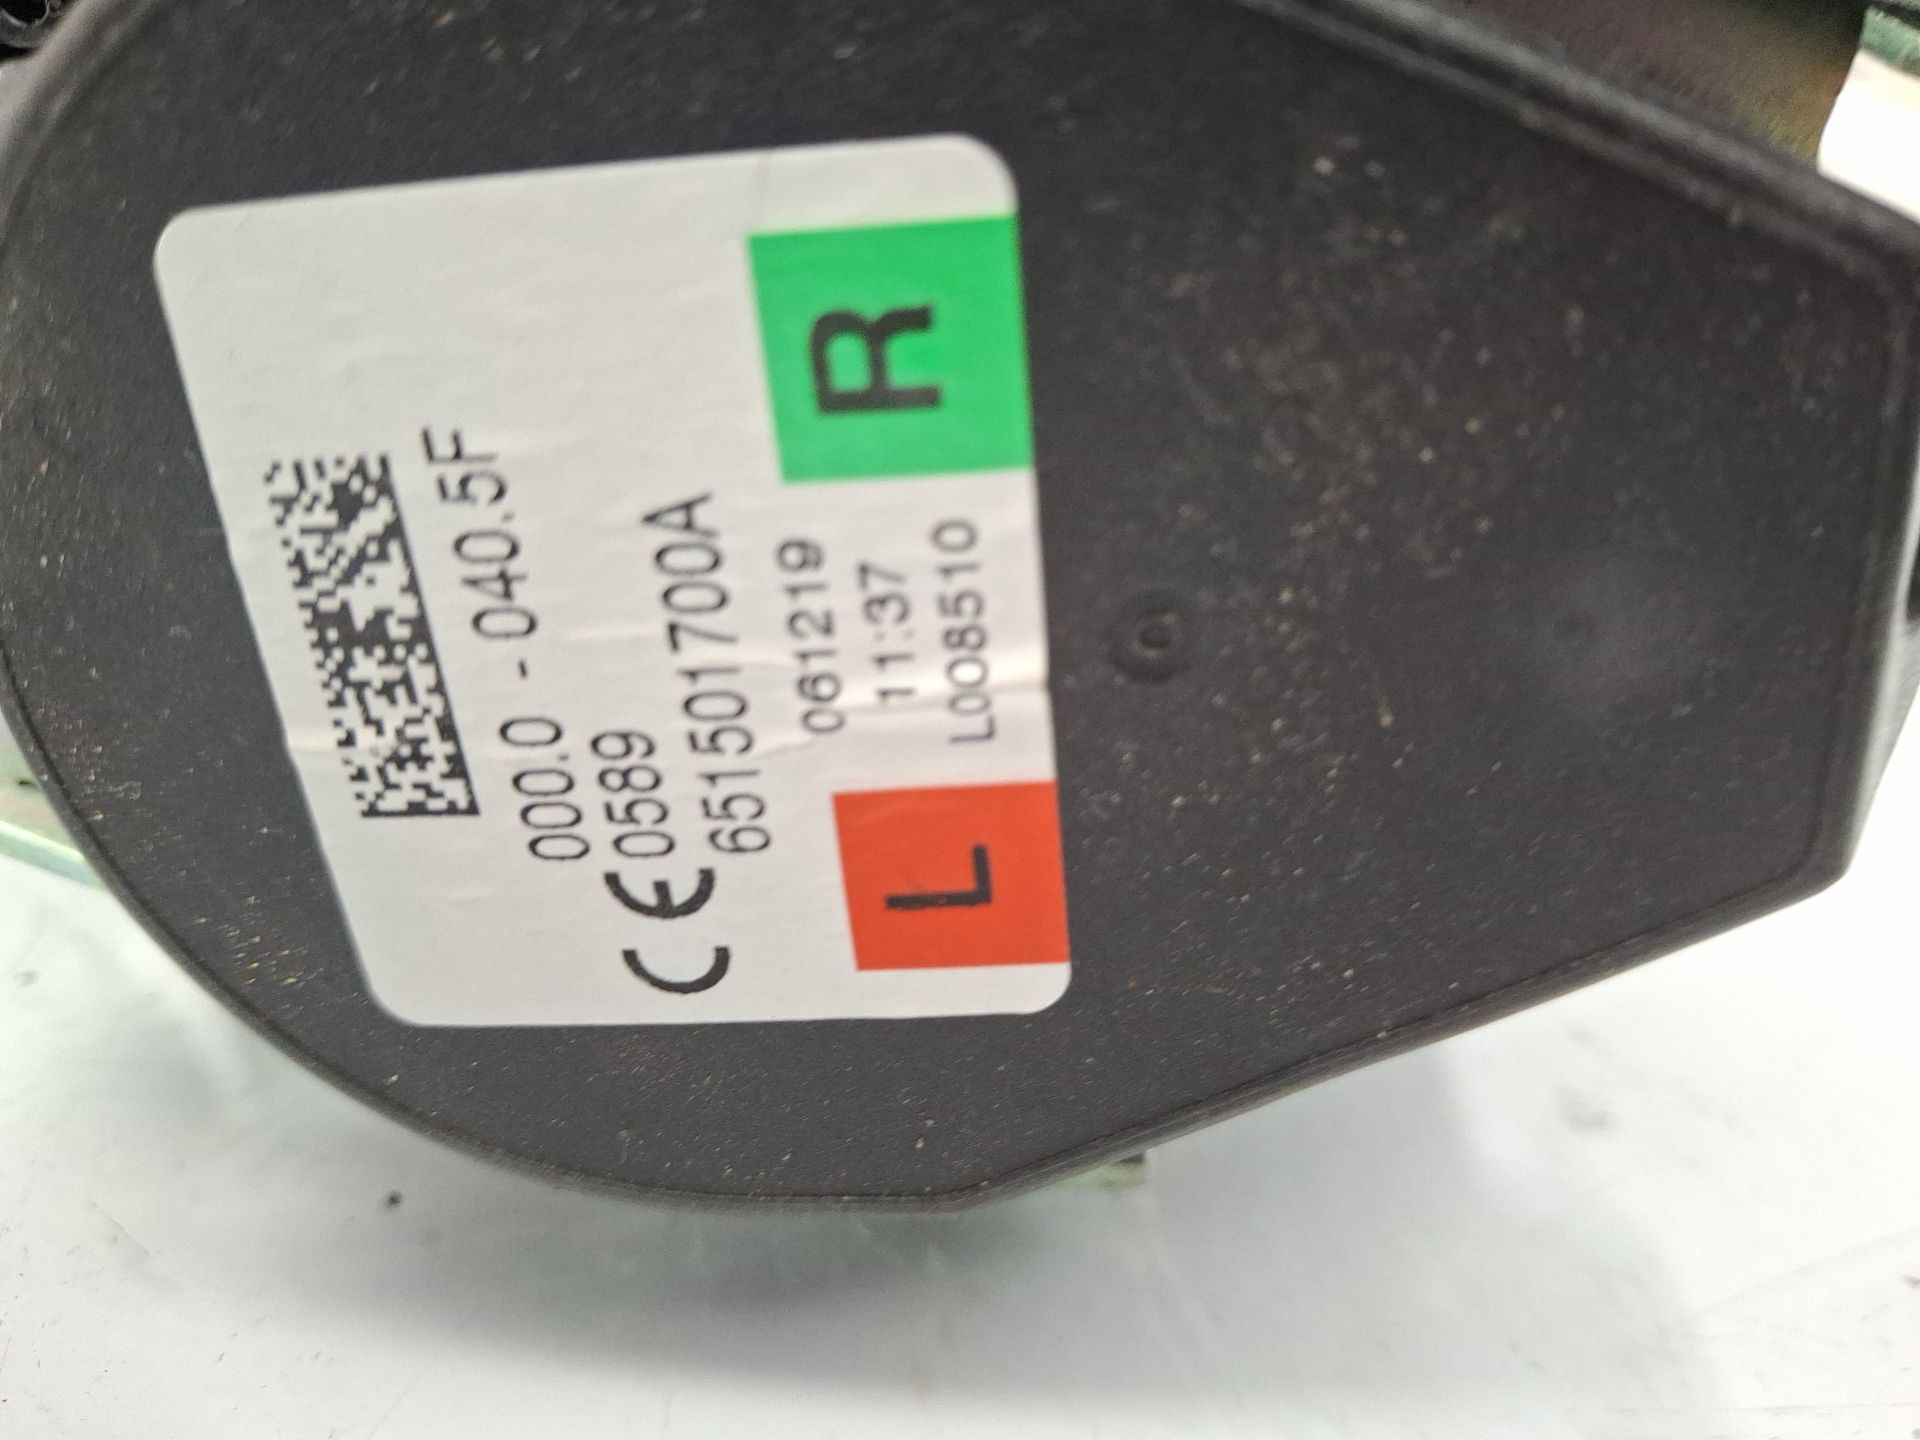 000.0 - 040.5F
CE 0589
651501700A
L
061219
11:37
L008510
R